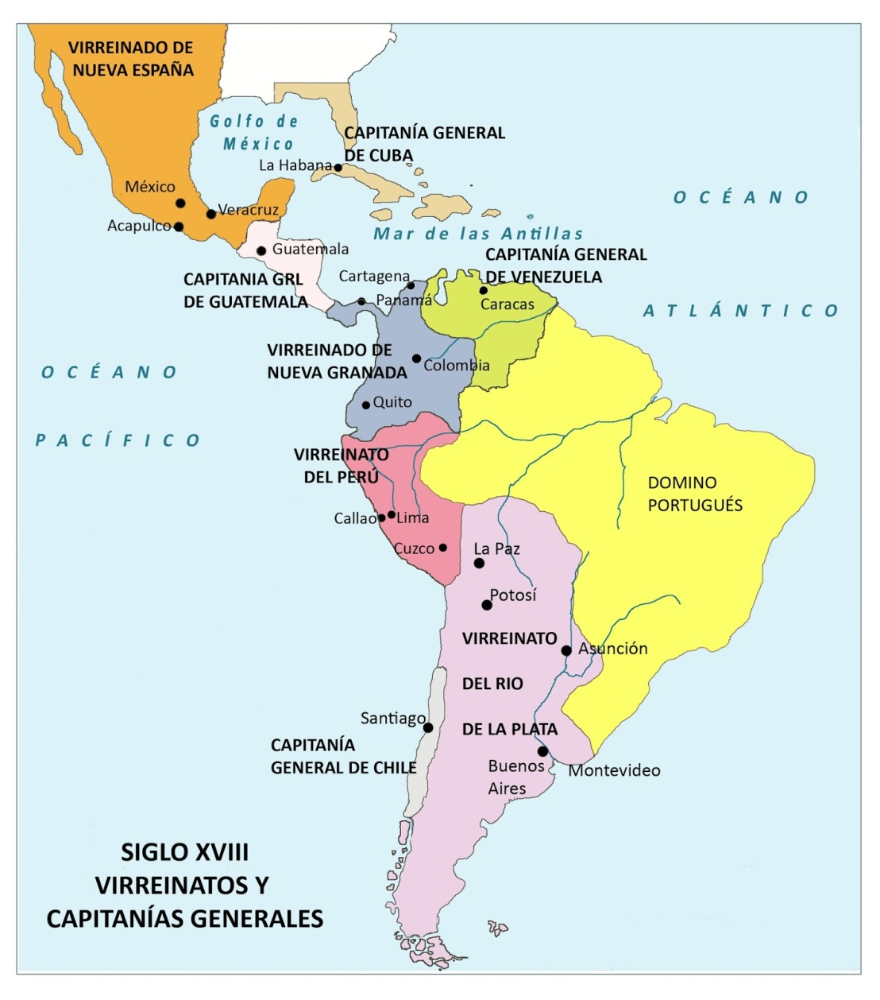 VIRREINADO DE
NUEVA ESPAÑA
Golfo de
México
CAPITANÍA GENERAL
DE CUBA
La Habana
México
Veracruz
Acapulco
OCÉANO
Mar de las Antillas
Guatemala
CAPITANÍA GENERAL
DE VENEZUELA
CAPITANIA GRL
DE GUATEMALA
Cartagena
Panamá
Caracas
ATLÁNTICO
VIRREINADO DE
NUEVA GRANADA
Colombia
OCÉANO
Quito
PACÍFICO
VIRREINATO
DEL PERÚ
DOMINO
PORTUGUÉS
Callao
Lima
Cuzco
La Paz
Potosí
VIRREINATO
Asunción
DEL RIO
Santiago
DE LA PLATA
CAPITANÍA
GENERAL DE CHILE
Buenos
Aires
Montevideo
SIGLO XVIII
VIRREINATOS Y
CAPITANÍAS GENERALES